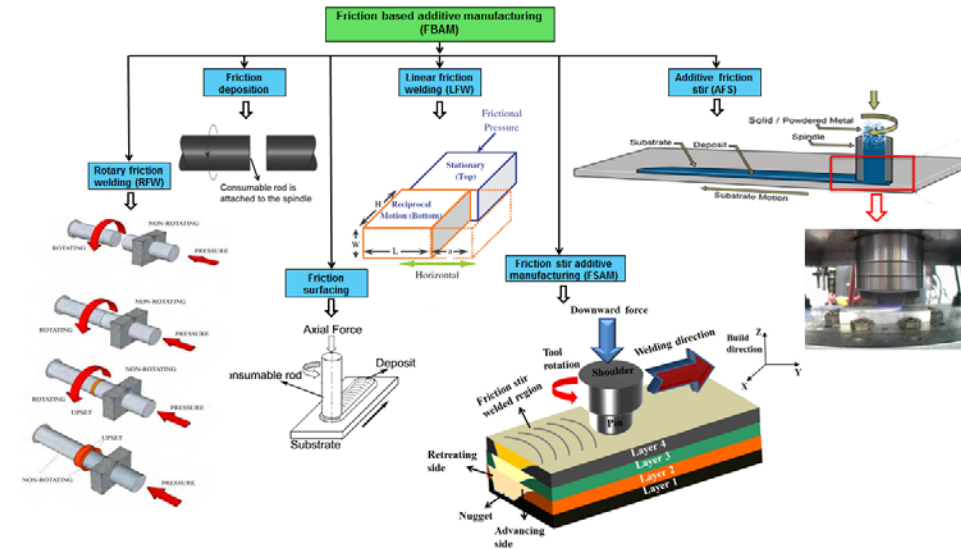 Friction based additive manufacturing
(FBAM)
Friction
deposition
Linear friction
welding (LFW)
Additive friction
stir (AFS)
Rotary friction
welding (RFW)
Consumable rod is
attached to the spindle
Frictional
Pressure
Stationary
(Top)
Reciprocal
Motion (Bottom)
H
W
L
a
Horizontal
Solid / Powdered Metal
Spindle
Substrate
Deposit
Substrate Motion
NON-ROTATING
ROTATING
PRESSURE
NON-ROTATING
ROTATING
PRESSURE
NON-ROTATING
ROTATING
UPSET
PRESSURE
UPSET
NON-ROTATING
PRESSURE
Friction
surfacing
Axial Force
Deposit
onsumable rod
Substrate
Friction stir additive
manufacturing (FSAM)
Downward force
Tool
rotation
Shoulder
Welding direction
Pin
Build
direction
Z
X
Y
Friction stir
welded region
Layer 4
Layer 3
Layer 2
Layer 1
Retreating
side
Nugget
Advancing
side